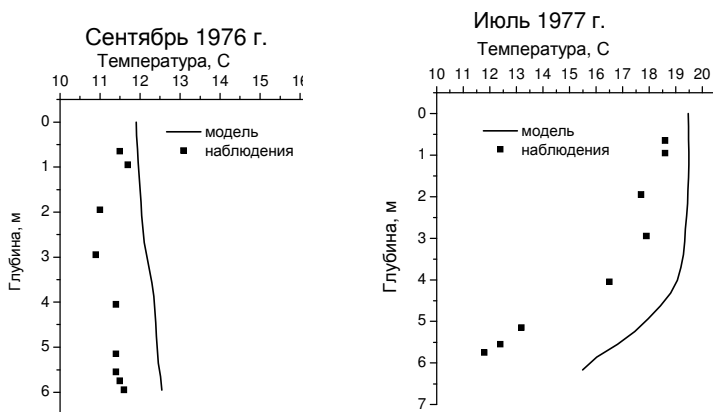 Сентябрь 1976 г.
Температура, С
10 11 12 13 14 15 16
0
1
2
3
4
5
6
Глубина, м
модель
наблюдения
Июль 1977 г.
Температура, С
10 11 12 13 14 15 16 17 18 19 20
0
1
2
3
4
5
6
7
Глубина, м
модель
наблюдения